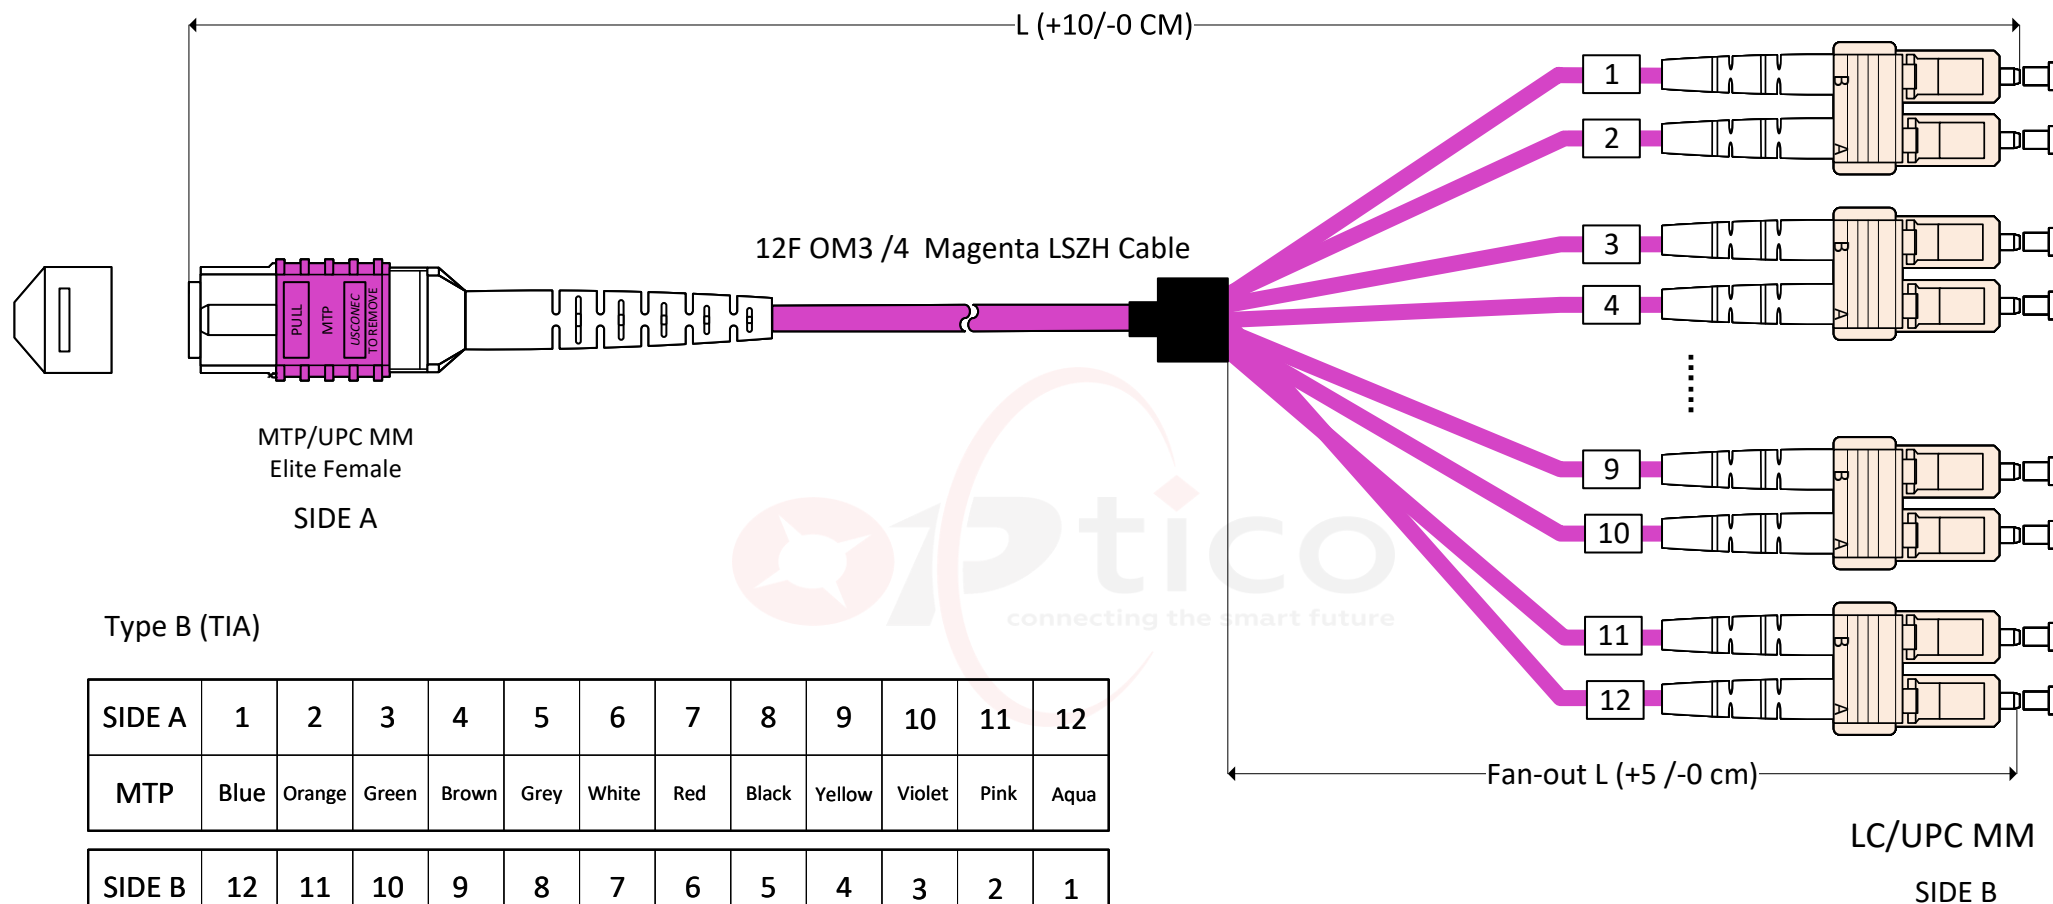 L (+10/-0 CM)
1
B
2
A
12F OM3 /4  Magenta LSZH Cable
3
B
4
A
PULL
MTP
USCONEC
TO REMOVE
MTP/UPC MM
Elite Female
SIDE A
9
B
10
A
Optico
connecting the smart future
11
B
12
A
Type B (TIA)
Fan-out L (+5 /-0 cm)
LC/UPC MM
SIDE B
SIDE A 1 2 3 4 5 6 7 8 9 10 11 12
MTP Blue Orange Green Brown Grey White Red Black Yellow Violet Pink Aqua
SIDE B 12 11 10 9 8 7 6 5 4 3 2 1